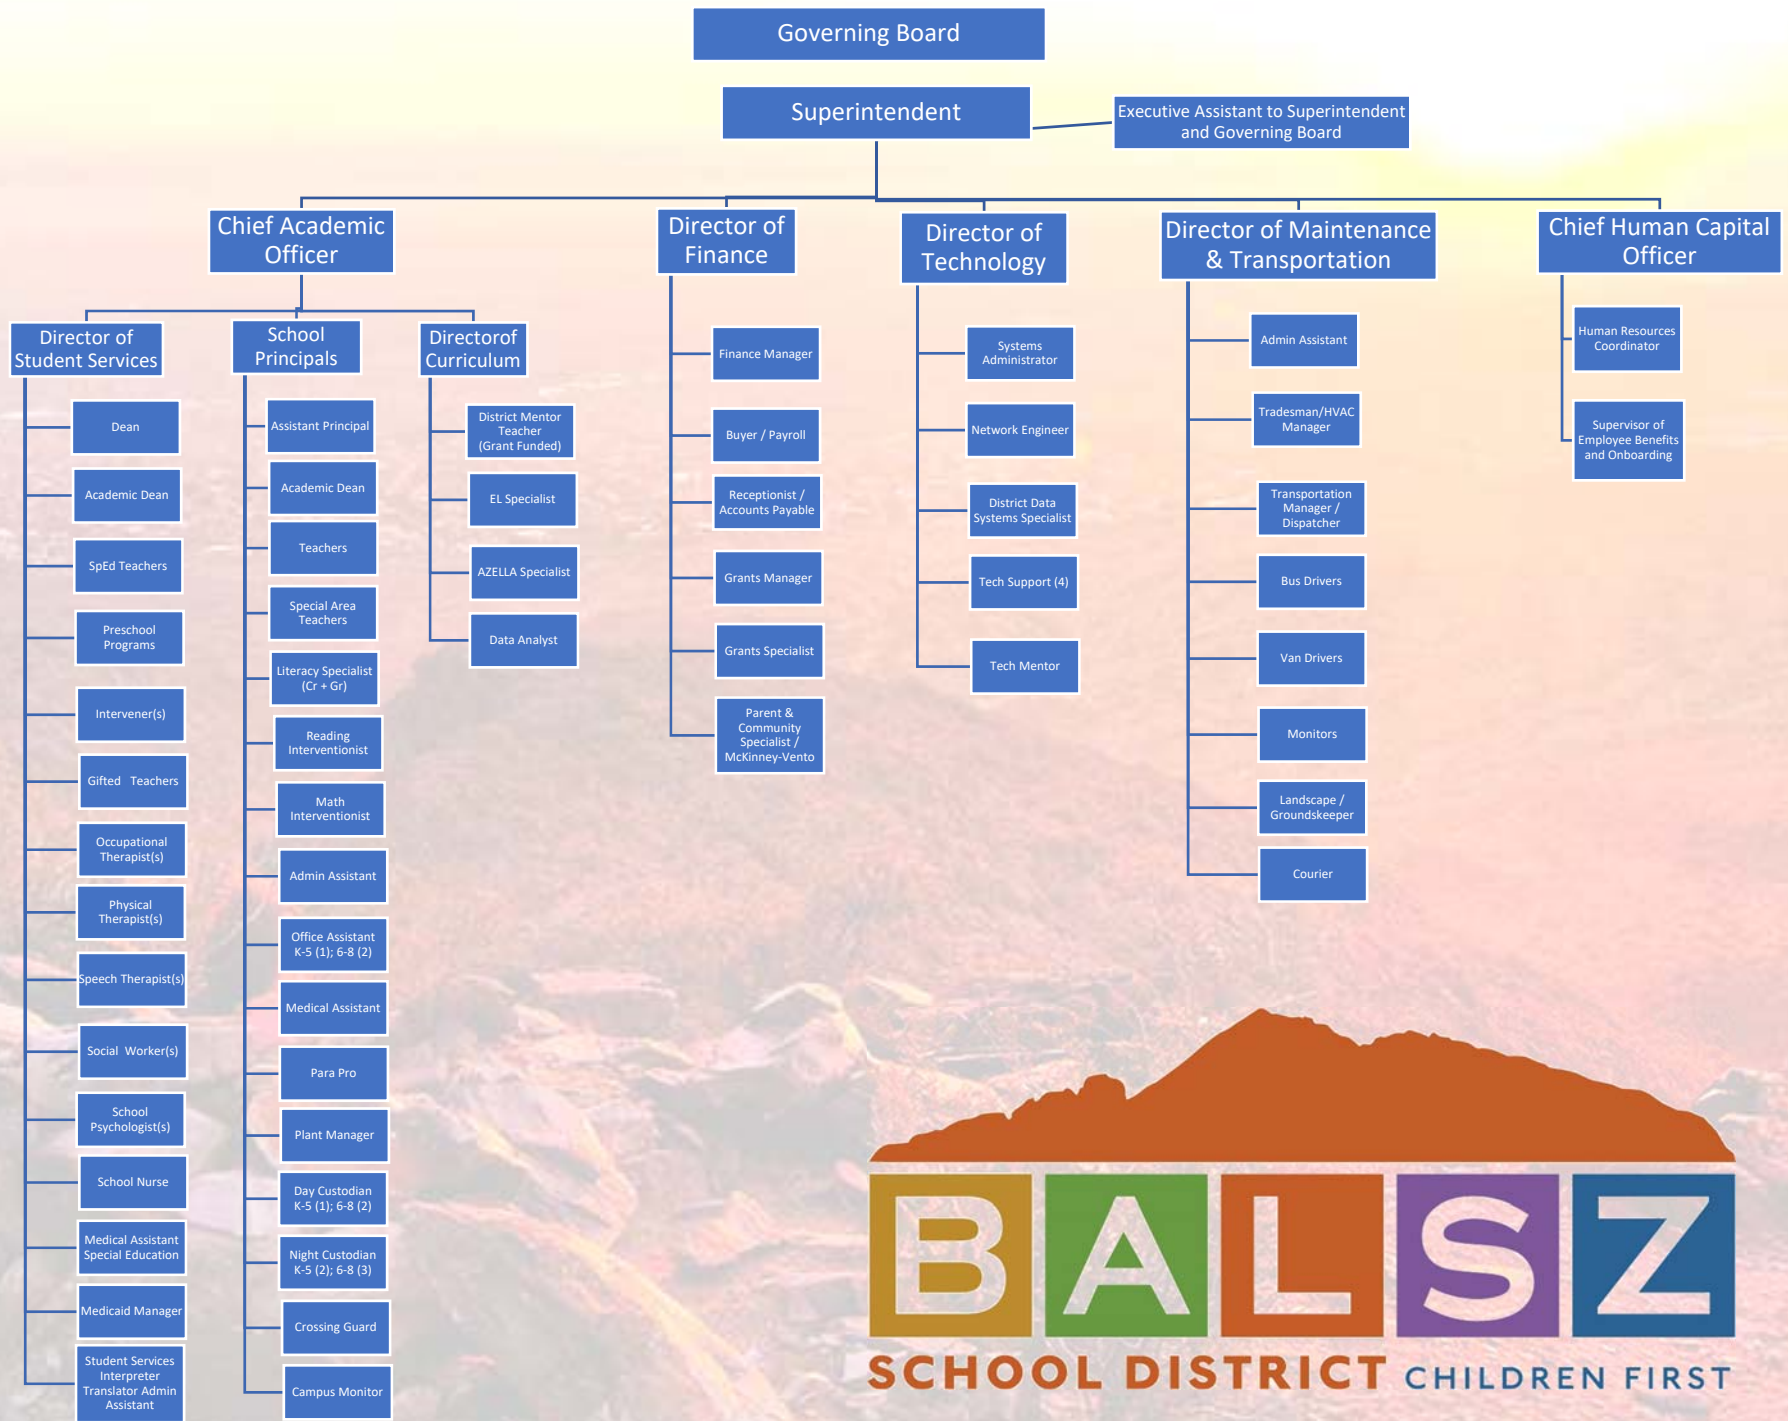 Governing Board
Superintendent
Executive Assistant to Superintendent
and Governing Board
Chief Academic
Officer
Director of
Finance
Director of
Technology
Director of Maintenance
& Transportation
Chief Human Capital
Officer
Director of
Student Services
School
Principals
Directorof
Curriculum
Dean
Academic Dean
SpEd Teachers
Preschool
Programs
Intervener(s)
Gifted Teachers
Occupational
Therapist(s)
Physical
Therapist(s)
Speech Therapist(s)
Social Worker(s)
School
Psychologist(s)
School Nurse
Medical Assistant
Special Education
Medicaid Manager
Student Services
Interpreter
Translator Admin
Assistant
Assistant Principal
Academic Dean
Teachers
Special Area
Teachers
Literacy Specialist
(Cr + Gr)
Reading
Interventionist
Math
Interventionist
Admin Assistant
Office Assistant
K-5 (1); 6-8 (2)
Medical Assistant
Para Pro
Plant Manager
Day Custodian
K-5 (1); 6-8 (2)
Night Custodian
K-5 (2); 6-8 (3)
Crossing Guard
Campus Monitor
District Mentor
Teacher
(Grant Funded)
EL Specialist
AZELLA Specialist
Data Analyst
Finance Manager
Buyer / Payroll
Receptionist /
Accounts Payable
Grants Manager
Grants Specialist
Parent &
Community
Specialist /
McKinney-Vento
Systems
Administrator
Network Engineer
District Data
Systems Specialist
Tech Support (4)
Tech Mentor
Admin Assistant
Tradesman/HVAC
Manager
Transportation
Manager /
Dispatcher
Bus Drivers
Van Drivers
Monitors
Landscape /
Groundskeeper
Courier
Human Resources
Coordinator
Supervisor of
Employee Benefits
and Onboarding
BALSZ
SCHOOL DISTRICT CHILDREN FIRST